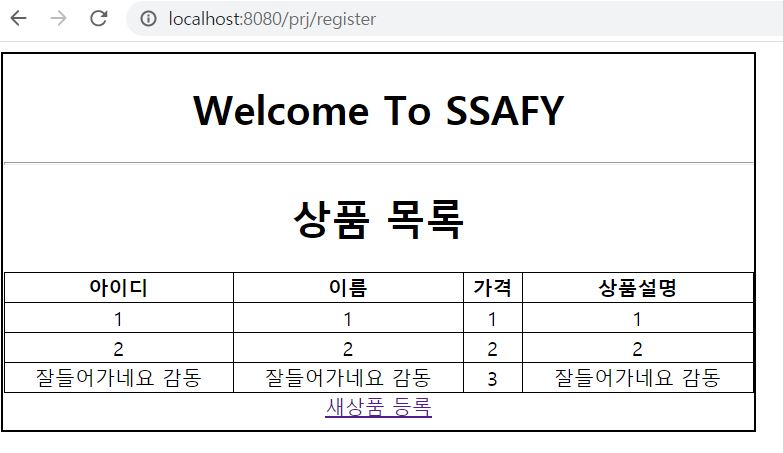 localhost:8080/prj/register
Welcome To SSAFY
상품 목록
아이디 이름 가격 상품설명
1 1 1 1
2 2 2 2
잘들어가네요 감동 잘들어가네요 감동 3 잘들어가네요 감동
새상품 등록